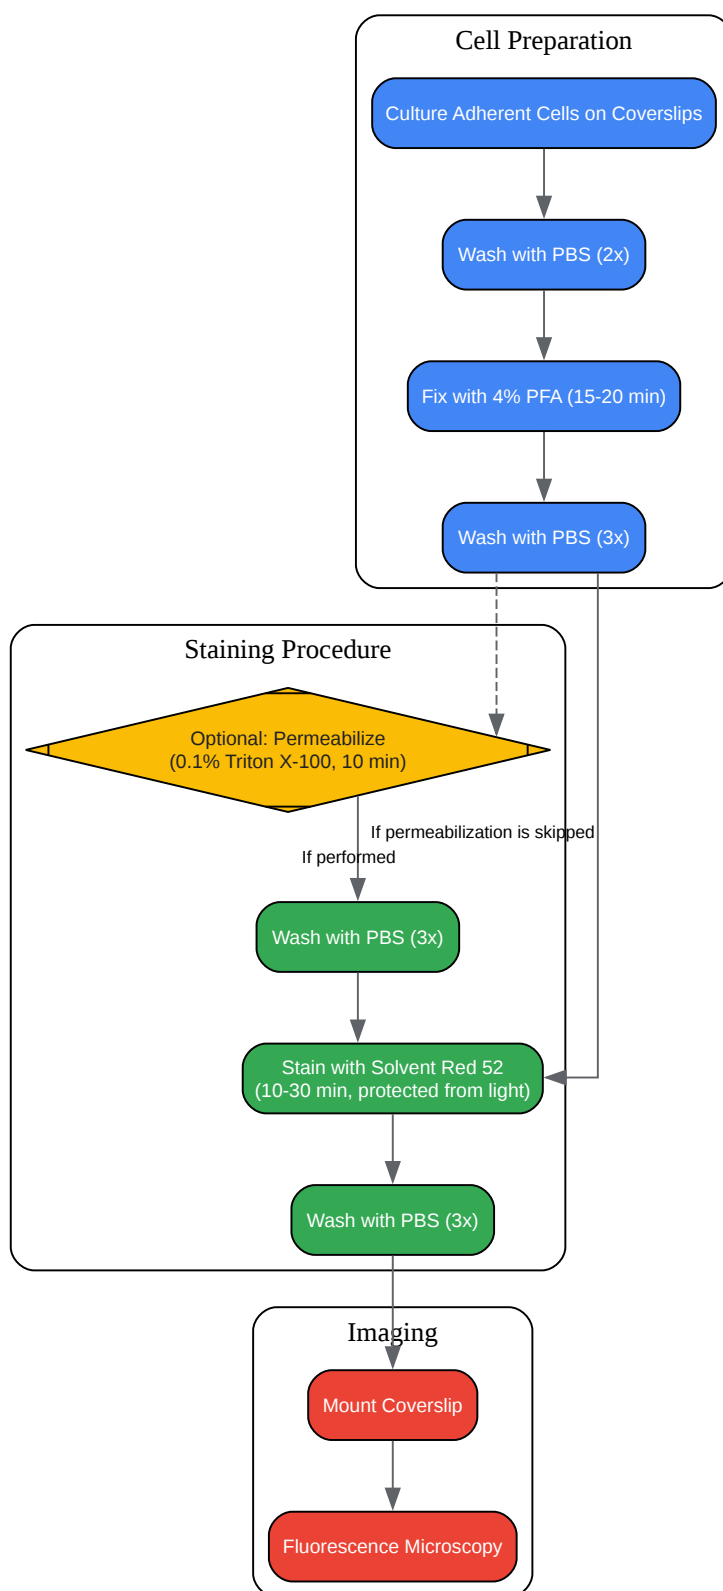 Cell Preparation
Culture Adherent Cells on Coverslips
Wash with PBS (2x)
Fix with 4% PFA (15-20 min)
Wash with PBS (3x)
Staining Procedure
Optional: Permeabilize
(0.1% Triton X-100, 10 min)
If permeabilization is skipped
If performed
Wash with PBS (3x)
Stain with Solvent Red 52
(10-30 min, protected from light)
Wash with PBS (3x)
Imaging
Mount Coverslip
Fluorescence Microscopy